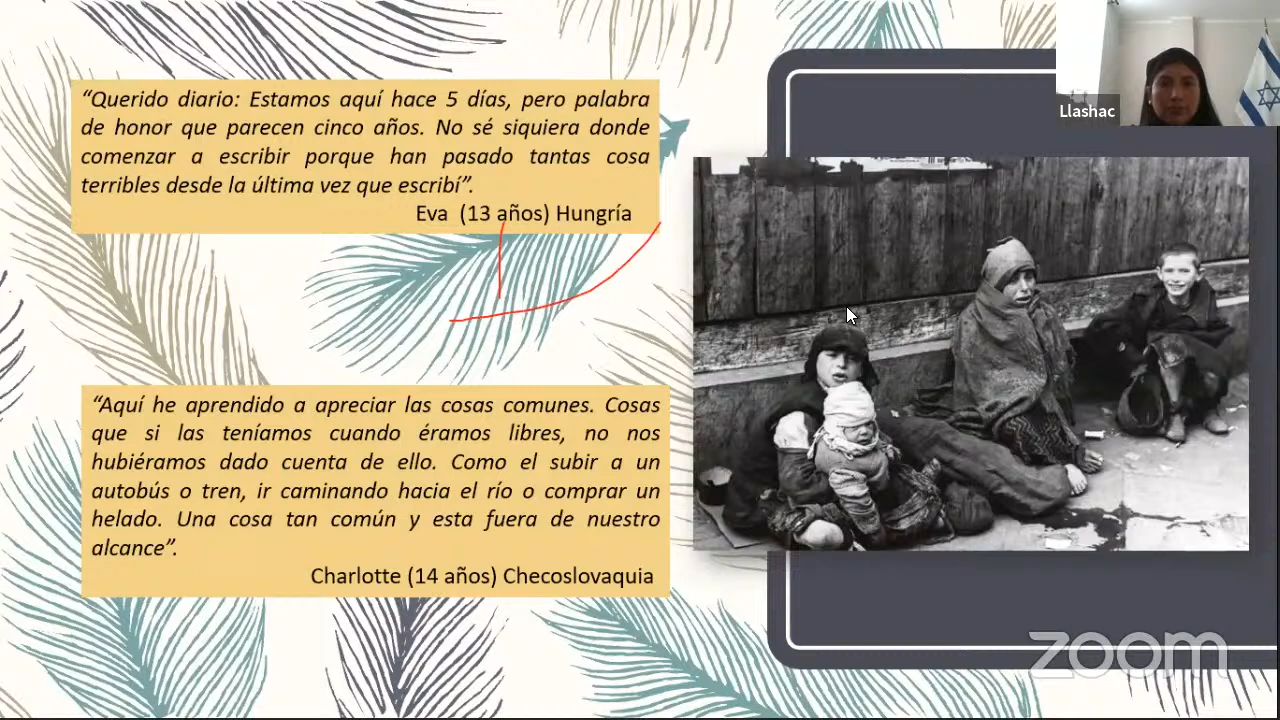 “Querido diario: Estamos aquí hace 5 días, pero palabra
de honor que parecen cinco años. No sé siquiera donde
comenzar a escribir porque han pasado tantas cosa
terribles desde la última vez que escribí”.
Eva (13 años) Hungría
“Aquí he aprendido a apreciar las cosas comunes. Cosas
que si las teníamos cuando éramos libres, no nos
hubiéramos dado cuenta de ello. Como el subir a un
autobús o tren, ir caminando hacia el río o comprar un
helado. Una cosa tan común y esta fuera de nuestro
alcance”.
Charlotte (14 años) Checoslovaquia
Llashac
zoom